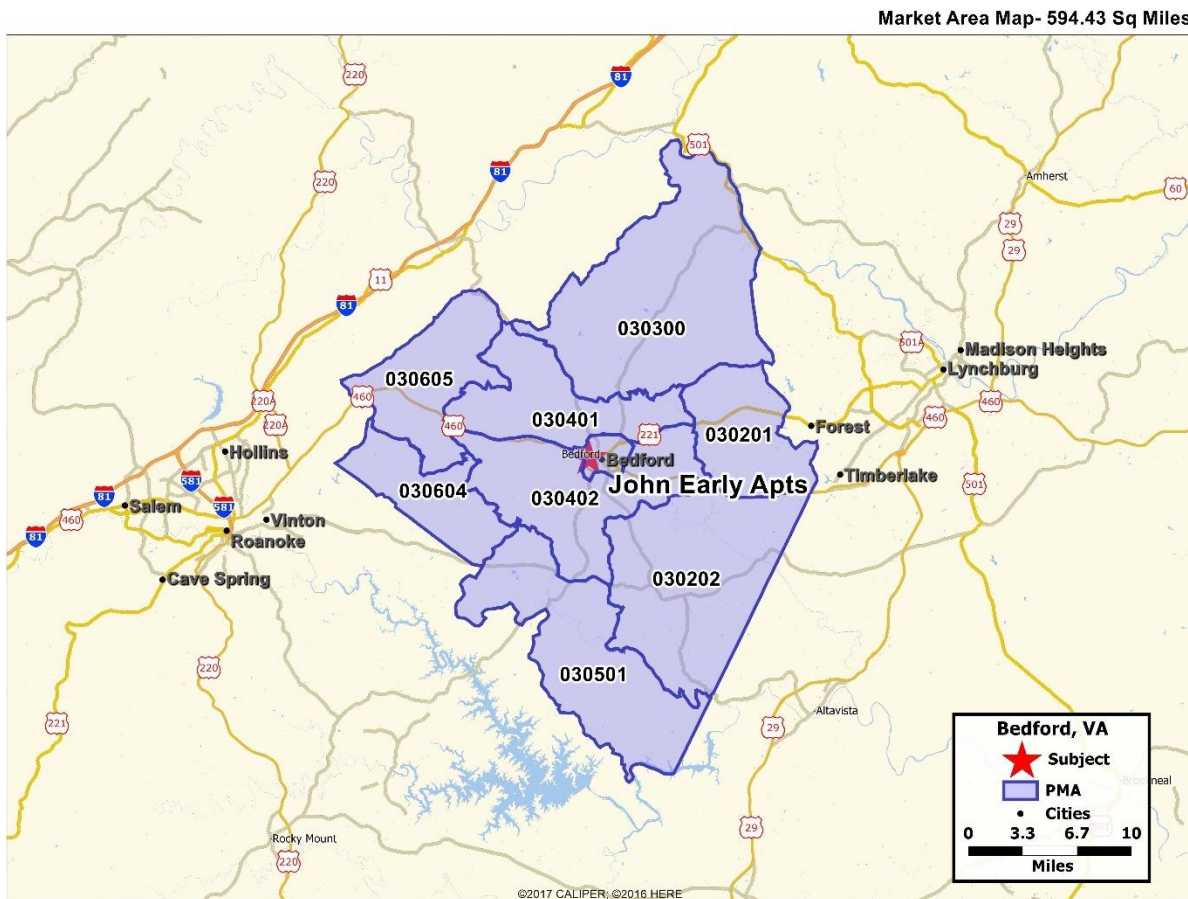 Market Area Map- 594.43 Sq Miles
220
81
501
81
Amherst
60
220
29
29
11
81
030300
501A
Madison Heights
Lynchburg
030605
460
220A
460
220A
030401
460
221
030201
460
Forest
Hollins
Bedford
Bedford
John Early Apts
Timberlake
581
030604
030402
501
81
Salem
581
460
Vinton
Roanoke
81
Cave Spring
030202
220
030501
221
Altavista
29
Bedford, VA
Subject
PMA
Cities
0 3.3 6.7 10
Miles
29
Rocky Mount
220
©2017 CALIPER; ©2016 HERE